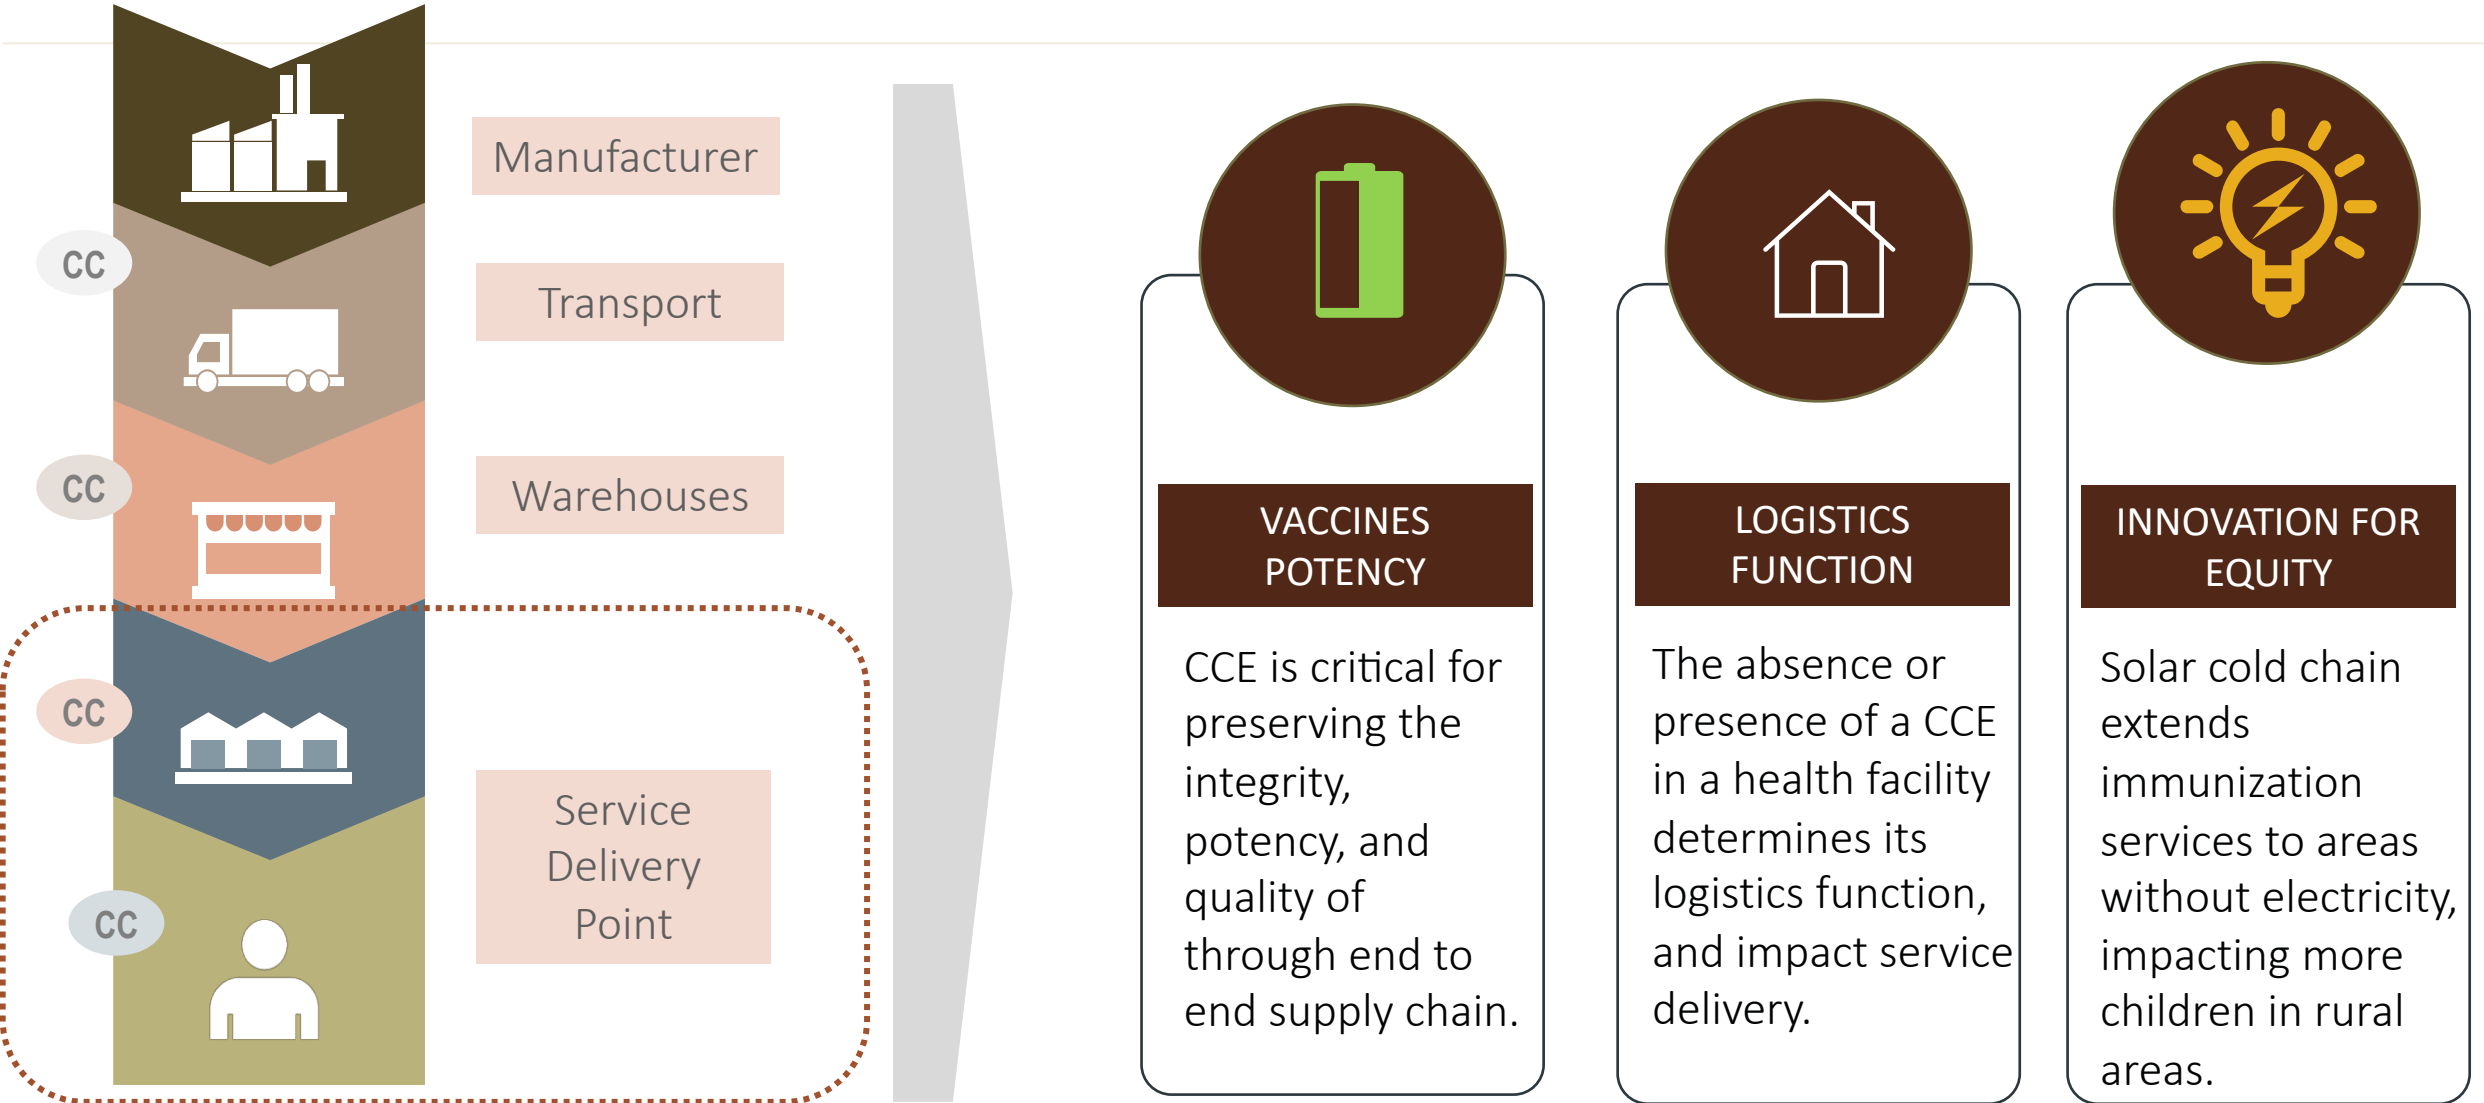 Manufacturer
CC
Transport
CC
Warehouses
CC
Service
Delivery
Point
CC
VACCINES
POTENCY
CCE is critical for
preserving the
integrity,
potency, and
quality of
through end to
end supply chain.
LOGISTICS
FUNCTION
The absence or
presence of a CCE
in a health facility
determines its
logistics function,
and impact service
delivery.
INNOVATION FOR
EQUITY
Solar cold chain
extends
immunization
services to areas
without electricity,
impacting more
children in rural
areas.